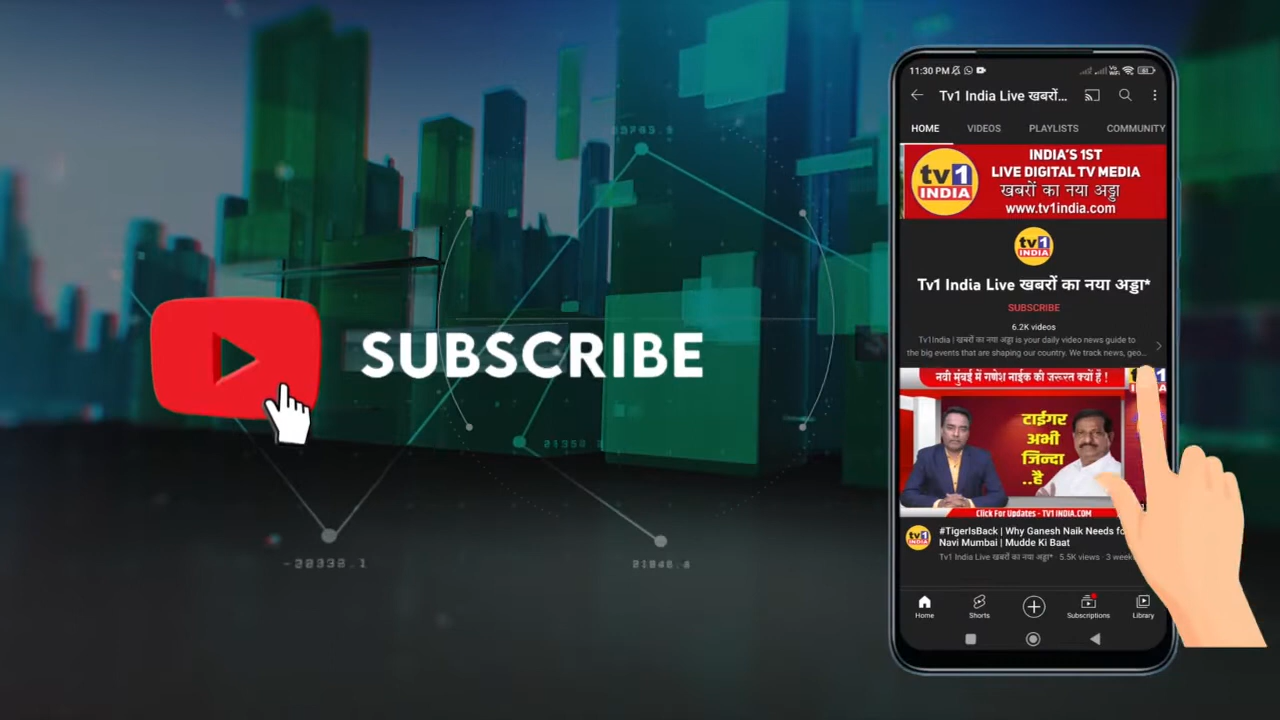 SUBSCRIBE
11:30 PM
Tv1 India Live खबरों...
HOME VIDEOS PLAYLISTS COMMUNITY
tv1
INDIA
INDIA'S 1ST
LIVE DIGITAL TV MEDIA
खबरों का नया अड्डा
www.tv1india.com
tv1
INDIA
Tv1 India Live खबरों का नया अड्डा*
SUBSCRIBE
6.2K videos
Tv1India | खबरों का नया अड्डा is your daily video news guide to
the big events that are shaping our country. We track news, geo...
नवी मुंबई में गणेश नाईक की जरूरत क्यों है !
टाईगर
अभी
जिन्दा
..है
Click For Updates - TV1 INDIA.COM
tv1
INDIA
#TigerIsBack | Why Ganesh Naik Needs
Navi Mumbai | Mudde Ki Baat
Tv1 India Live खबरों का नया अड्डा* · 5.5K views · 3
Home Shorts Subscriptions Library